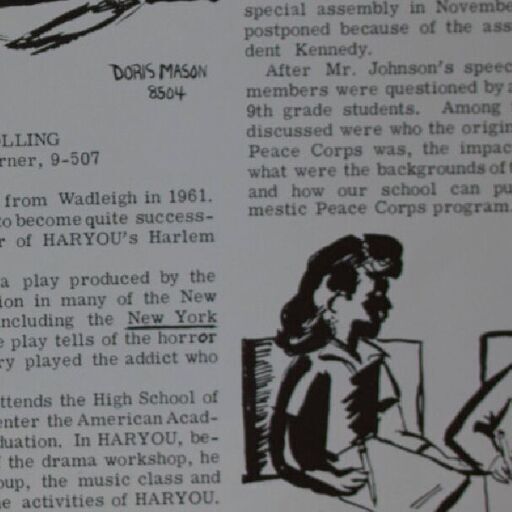 DORIS MASON
8504
OLLING
rner, 9-507
from Wadleigh in 1961.
to become quite success-
r of HARYOU's Harlem
a play produced by the
ion in many of the New
including the New York
e play tells of the horror
ry played the addict who
ttends the High School of
enter the American Acad-
duation. In HARYOU, be-
the drama workshop, he
oup, the music class and
e activities of HARYOU.
special assembly in Novembe
postponed because of the ass
dent Kennedy.
After Mr. Johnson's speec
members were questioned by a
9th grade students. Among
discussed were who the origin
Peace Corps was, the impac
what were the backgrounds of t
and how our school can pu
mestic Peace Corps program.